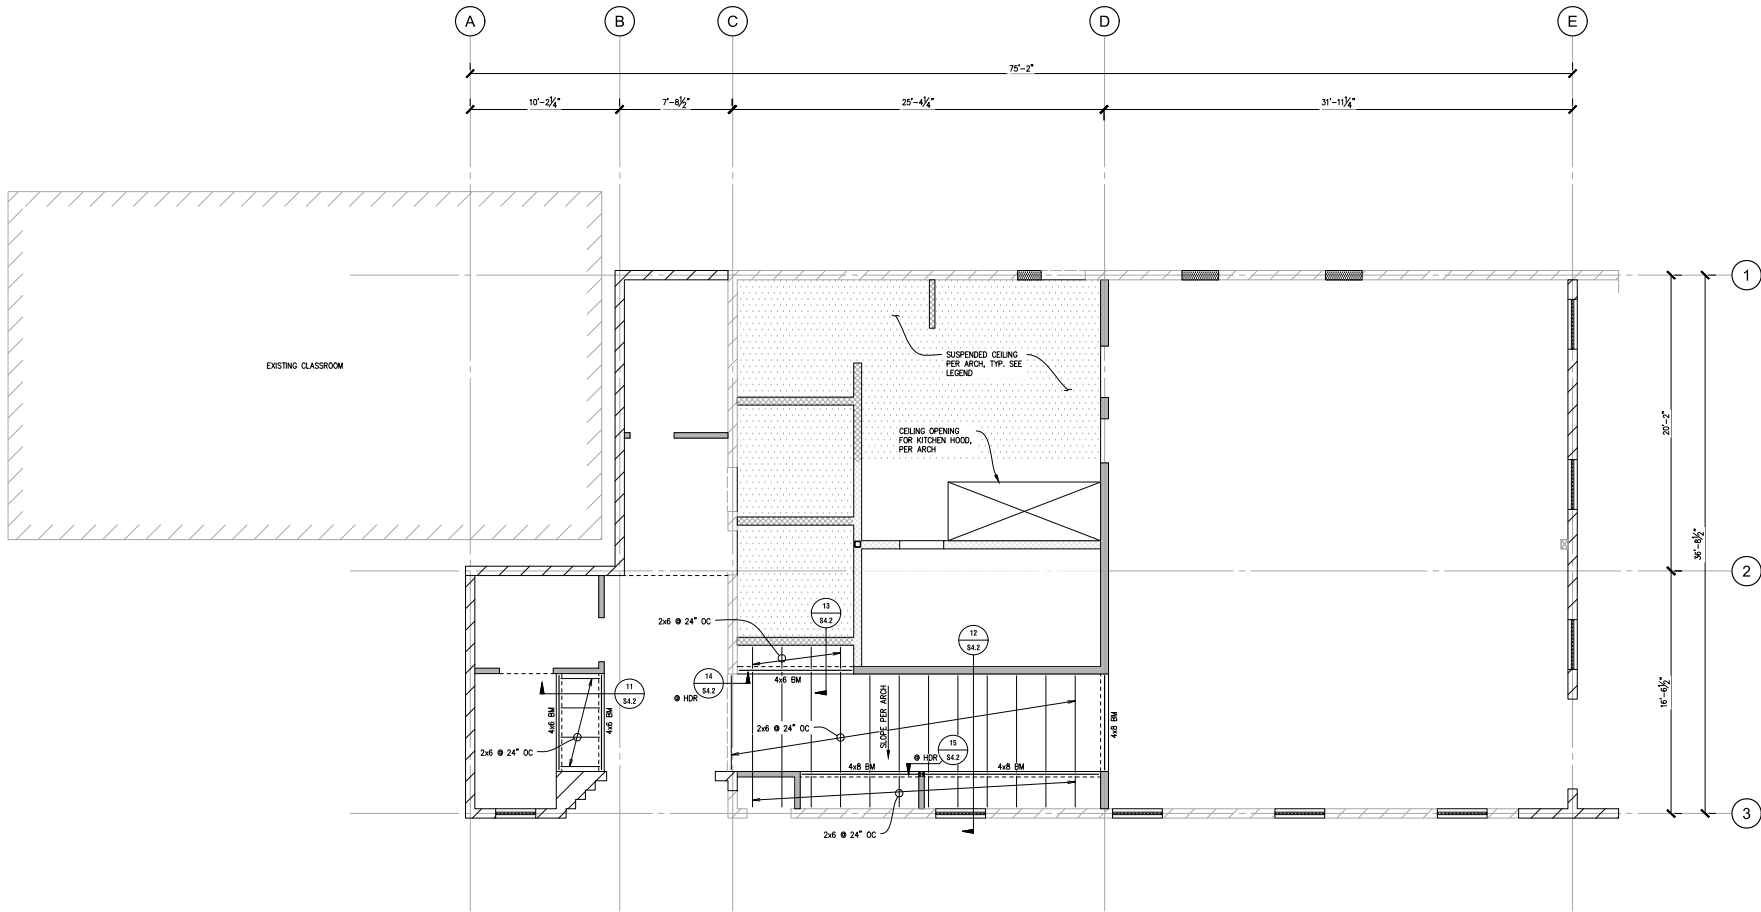 A B C D E
75'-2"
10'-2¼" 7'-8½" 25'-4¼" 31'-11¼"
1
EXISTING CLASSROOM
SUSPENDED CEILING
PER ARCH, TYP. SEE
LEGEND
20'-2"
CEILING OPENING
FOR KITCHEN HOOD,
PER ARCH
36'-8½"
2
13
S4.2
2x6 @ 24" OC
12
S4.2
14
S4.2
4x6 BM
@ HDR
11
S4.2
16'-6½"
4x6 BM
4x6 BM
SLOPE PER ARCH
4x8 BM
2x6 @ 24" OC
15
S4.2
2x6 @ 24" OC
@ HDR
4x8 BM
4x8 BM
3
2x6 @ 24" OC